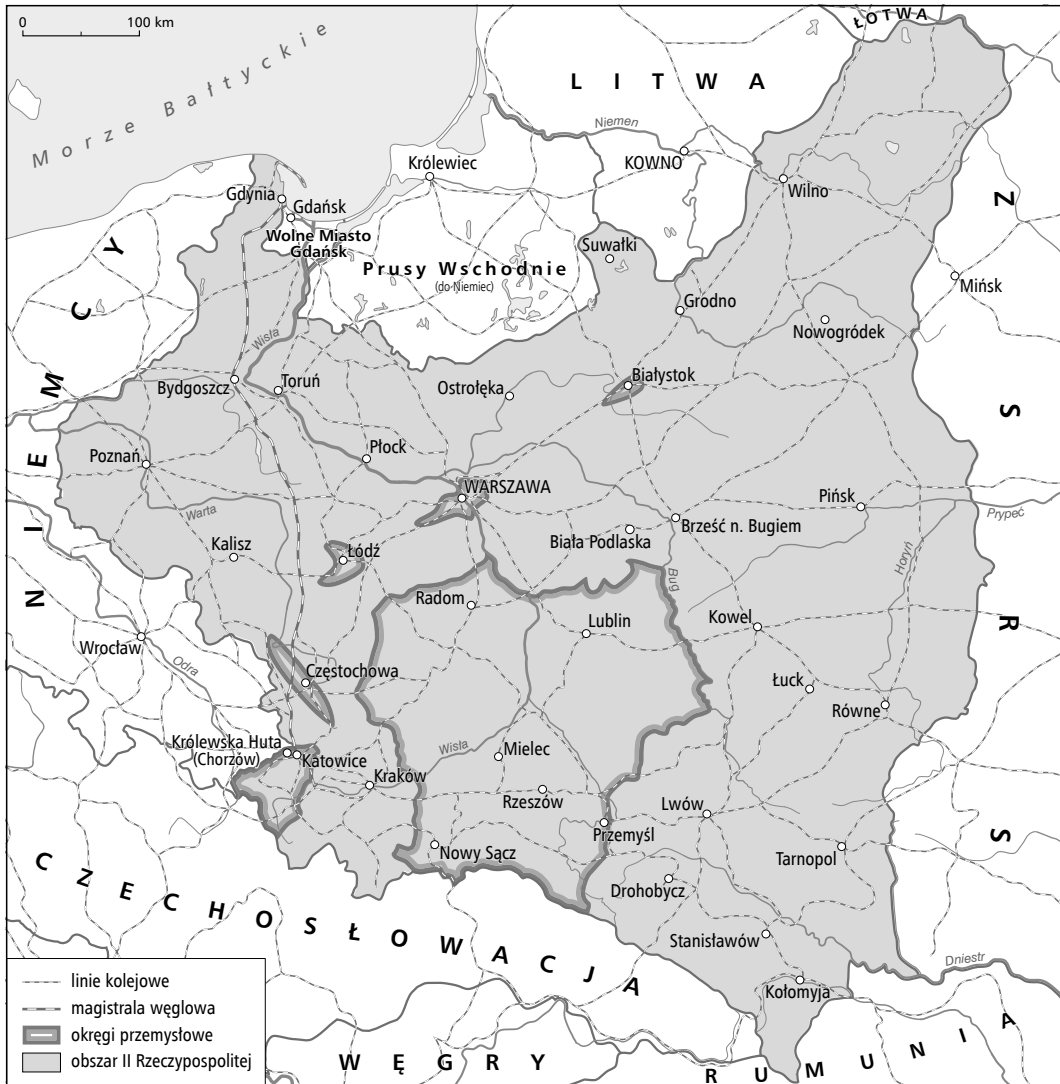 0 100 km
Morze Bałtyckie
ŁOTWA
LITWA
Niemen
KOWNO
Królewiec
Wilno
Gdynia
Gdańsk
Wolne Miasto
Gdańsk
Suwałki
Prusy Wschodnie
(do Niemiec)
Mińsk
Grodno
Nowogródek
NIEMCY
ZSRS
Wisła
Bydgoszcz
Toruń
Ostrołęka
Białystok
Poznań
Płock
WARSZAWA
Warta
Pińsk
Prypeć
Brześć n. Bugiem
Biała Podlaska
Kalisz
Łódź
Bug
Horyń
Radom
Lublin
Kowel
Wrocław
Odra
Częstochowa
Łuck
Równe
Królewska Huta
(Chorzów)
Katowice
Wisła
Mielec
Kraków
Rzeszów
Lwów
Przemyśl
Nowy Sącz
Tarnopol
Drohobycz
CZECHOSŁOWACJA
Stanisławów
Dniestr
Kołomyja
WĘGRY
RUMUNIA
linie kolejowe
magistrala węglowa
okręgi przemysłowe
obszar II Rzeczypospolitej